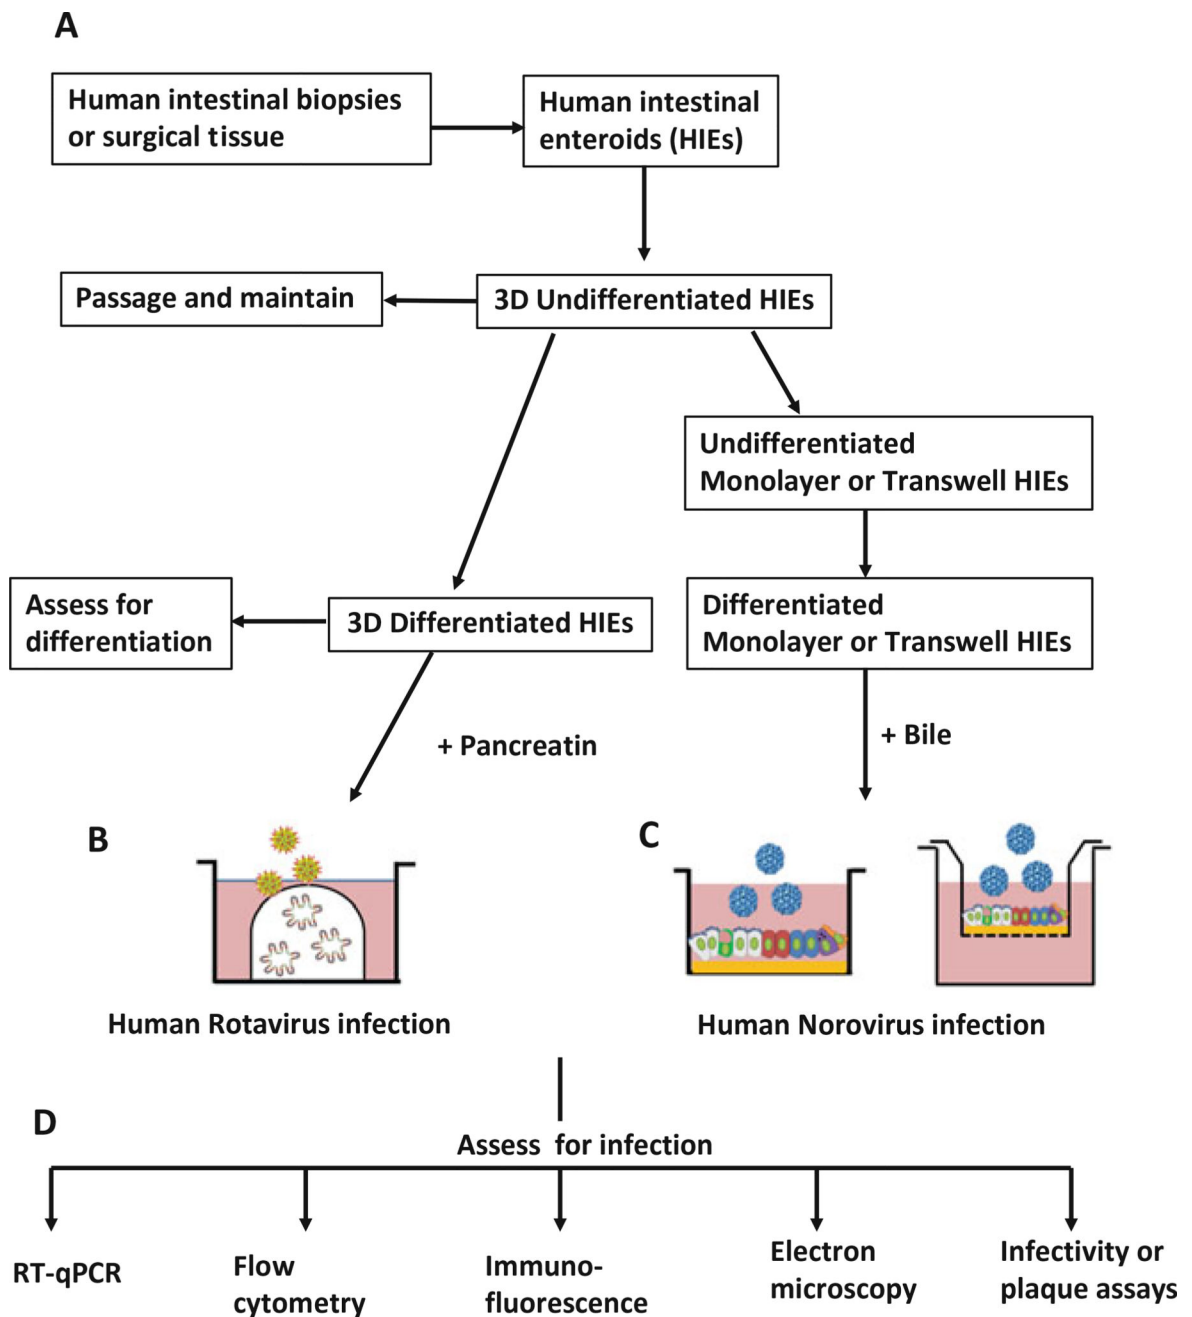 A
Human intestinal biopsies
or surgical tissue
Human intestinal
enteroids (HIEs)
Passage and maintain
3D Undifferentiated HIEs
Undifferentiated
Monolayer or Transwell HIEs
Assess for
differentiation
3D Differentiated HIEs
Differentiated
Monolayer or Transwell HIEs
+ Pancreatin
+ Bile
B
C
Human Rotavirus infection
Human Norovirus infection
D
Assess for infection
RT-qPCR
Flow
cytometry
Immuno-
fluorescence
Electron
microscopy
Infectivity or
plaque assays